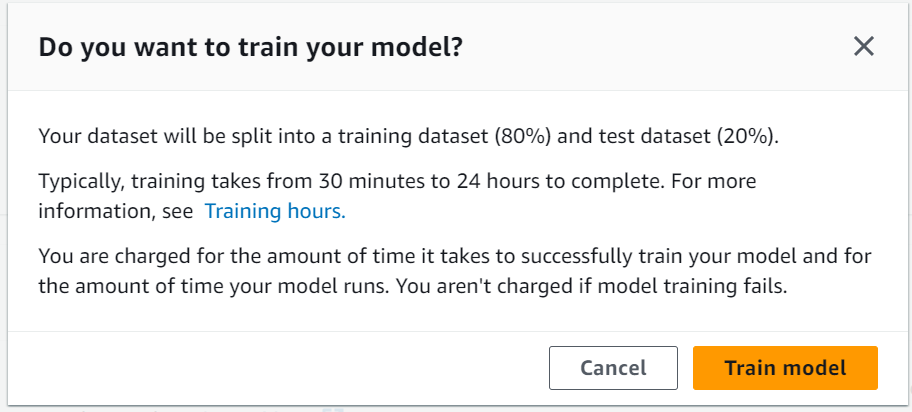 Do you want to train your model?
Your dataset will be split into a training dataset (80%) and test dataset (20%).
Typically, training takes from 30 minutes to 24 hours to complete. For more
information, see Training hours.
You are charged for the amount of time it takes to successfully train your model and for
the amount of time your model runs. You aren't charged if model training fails.
Cancel
Train model